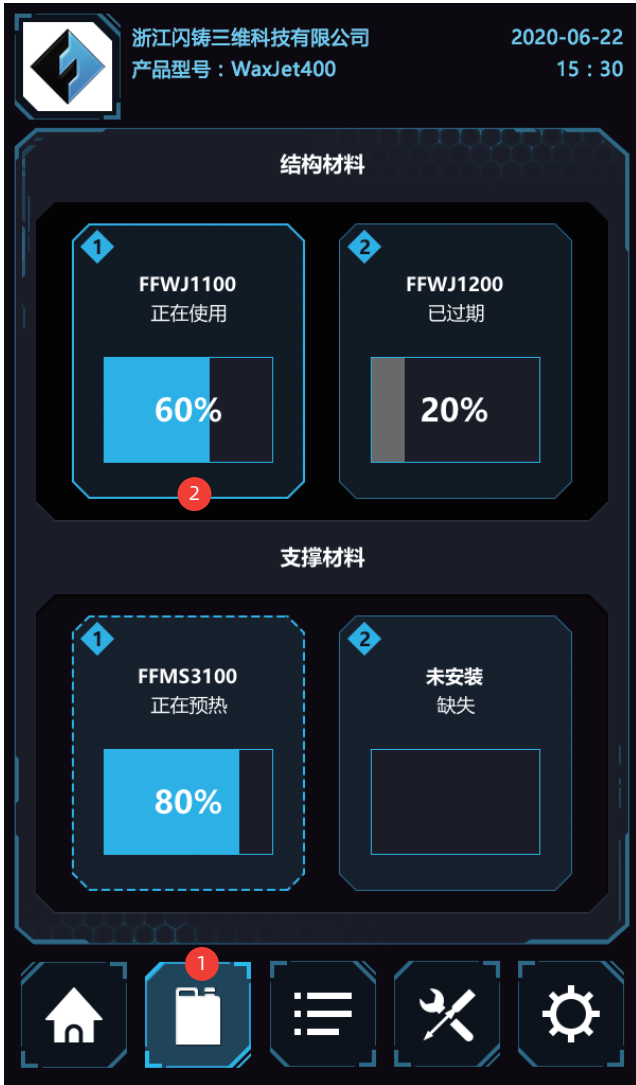 浙江闪铸三维科技有限公司
2020-06-22
产品型号：WaxJet400
15：30
结构材料
1
FFWJ1100
正在使用
60%
2
2
FFWJ1200
已过期
20%
支撑材料
1
FFMS3100
正在预热
80%
2
未安装
缺失
1